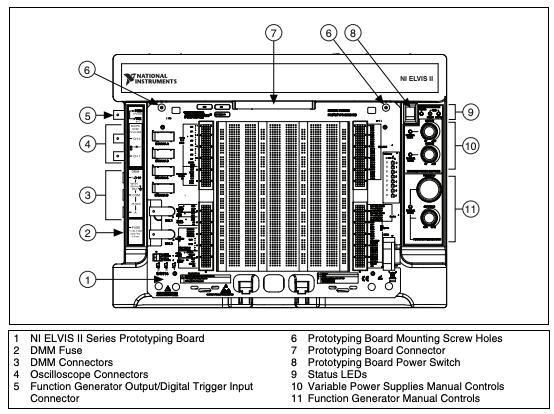 7
6
8
6
NATIONAL
INSTRUMENTS
NI ELVIS II
5
9
4
10
3
11
2
1
1 NI ELVIS II Series Prototyping Board
2 DMM Fuse
3 DMM Connectors
4 Oscilloscope Connectors
5 Function Generator Output/Digital Trigger Input
Connector
6 Prototyping Board Mounting Screw Holes
7 Prototyping Board Connector
8 Prototyping Board Power Switch
9 Status LEDs
10 Variable Power Supplies Manual Controls
11 Function Generator Manual Controls